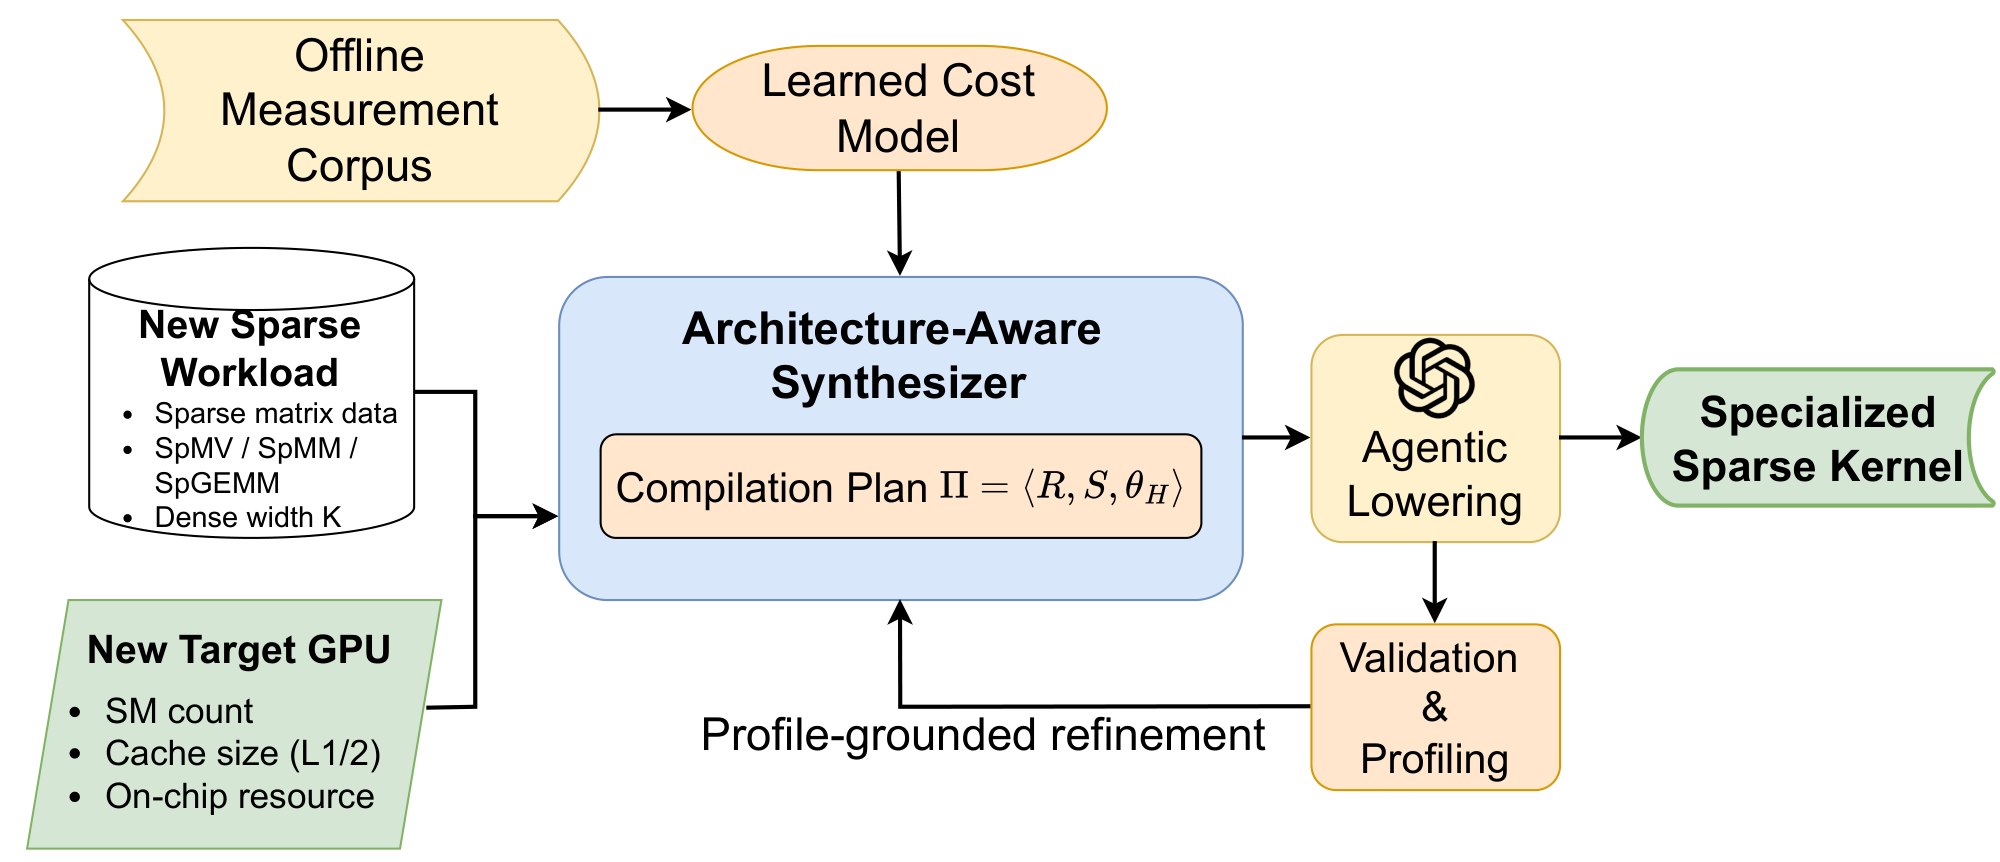 Offline
Measurement
Corpus
Learned Cost
Model
New Sparse
Workload
• Sparse matrix data
• SpMV / SpMM /
SpGEMM
• Dense width K
New Target GPU
• SM count
• Cache size (L1/2)
• On-chip resource
Architecture-Aware
Synthesizer
Compilation Plan Π = ⟨R, S, θ_H⟩
Agentic
Lowering
Specialized
Sparse Kernel
Validation
&
Profiling
Profile-grounded refinement